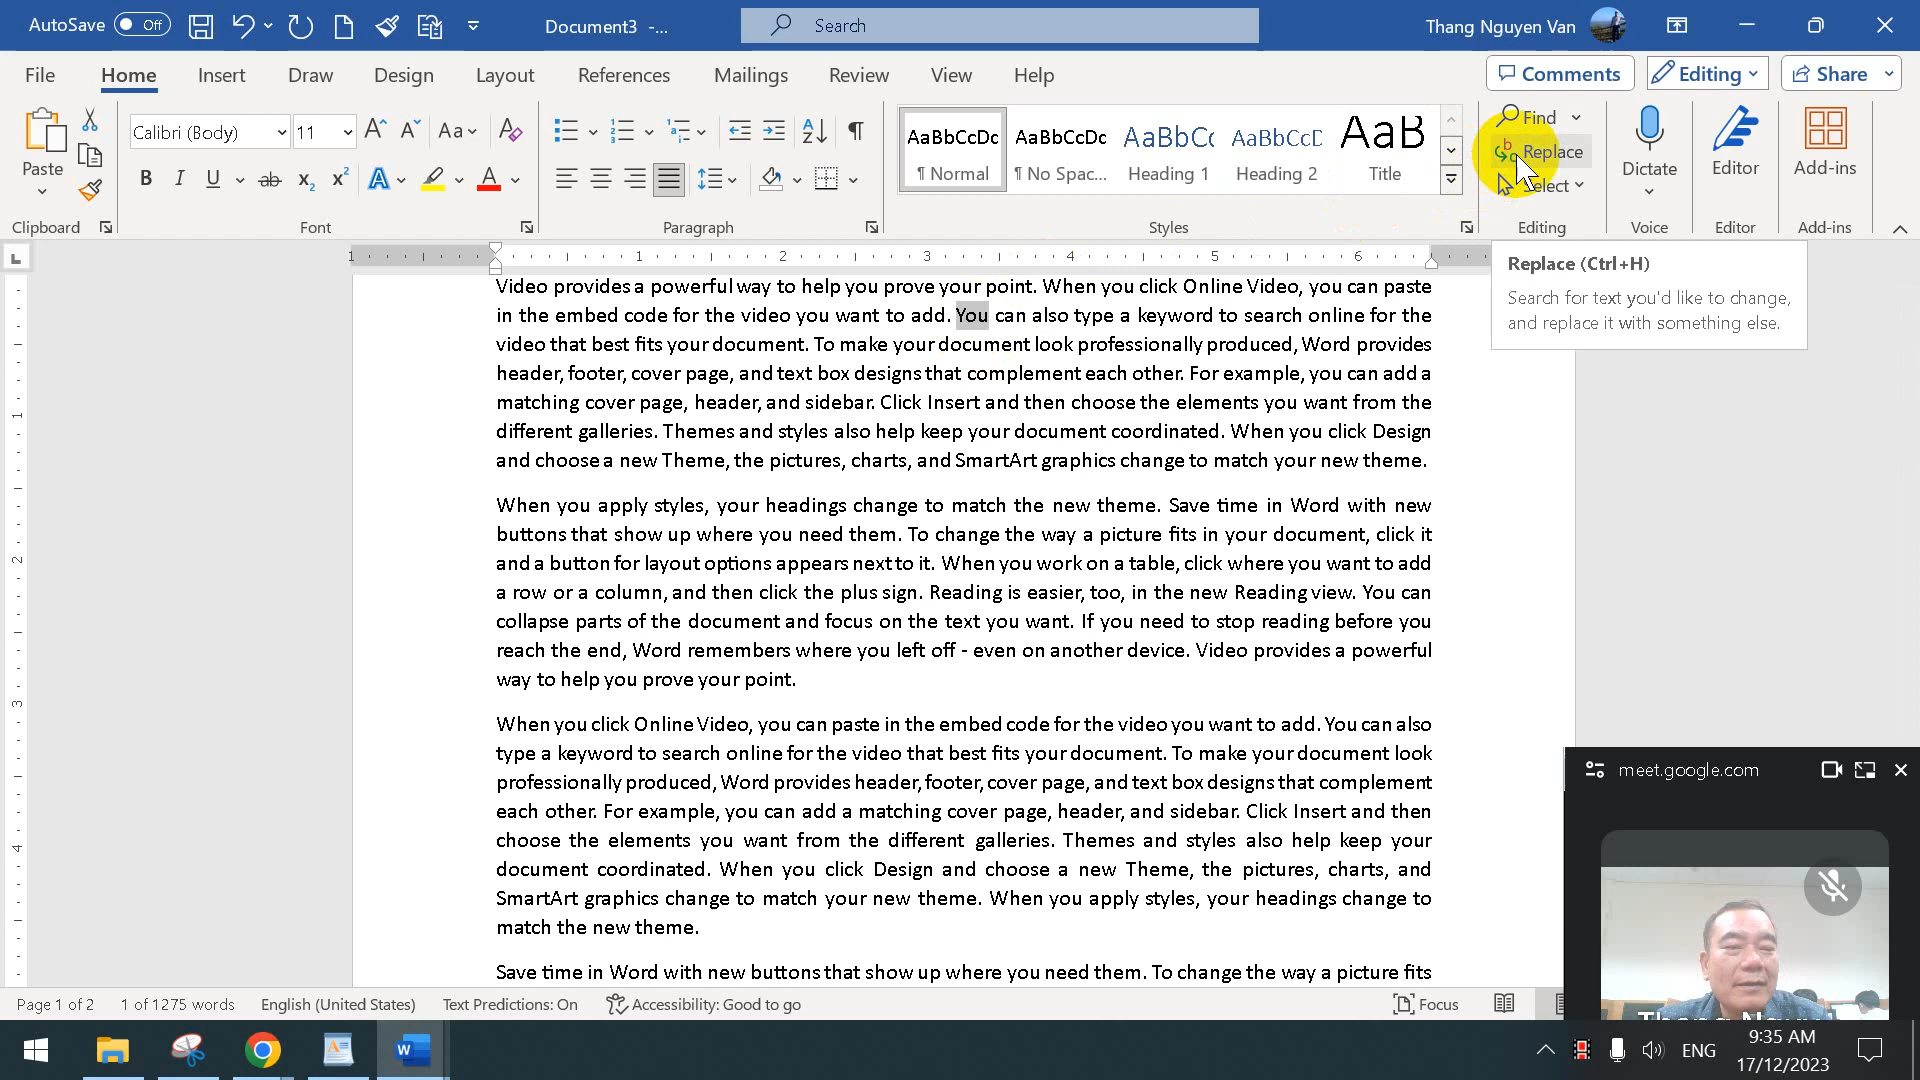 AutoSave Off
Document3 -...
Search
Thang Nguyen Van
File Home Insert Draw Design Layout References Mailings Review View Help
Comments Editing Share
Paste
Calibri (Body) 11
Aa
B I U ab x₂ x² A A
AaBbCcDc AaBbCcDc AaBbC( AaBbCcD AaB
¶ Normal ¶ No Spac... Heading 1 Heading 2 Title
Find
Replace
Select
Dictate Editor Add-ins
Clipboard Font Paragraph Styles Editing Voice Editor Add-ins
1 1 2 3 4 5 6
Replace (Ctrl+H)
Search for text you'd like to change,
and replace it with something else.
Video provides a powerful way to help you prove your point. When you click Online Video, you can paste
in the embed code for the video you want to add. You can also type a keyword to search online for the
video that best fits your document. To make your document look professionally produced, Word provides
header, footer, cover page, and text box designs that complement each other. For example, you can add a
matching cover page, header, and sidebar. Click Insert and then choose the elements you want from the
different galleries. Themes and styles also help keep your document coordinated. When you click Design
and choose a new Theme, the pictures, charts, and SmartArt graphics change to match your new theme.
When you apply styles, your headings change to match the new theme. Save time in Word with new
buttons that show up where you need them. To change the way a picture fits in your document, click it
and a button for layout options appears next to it. When you work on a table, click where you want to add
a row or a column, and then click the plus sign. Reading is easier, too, in the new Reading view. You can
collapse parts of the document and focus on the text you want. If you need to stop reading before you
reach the end, Word remembers where you left off - even on another device. Video provides a powerful
way to help you prove your point.
When you click Online Video, you can paste in the embed code for the video you want to add. You can also
type a keyword to search online for the video that best fits your document. To make your document look
professionally produced, Word provides header, footer, cover page, and text box designs that complement
each other. For example, you can add a matching cover page, header, and sidebar. Click Insert and then
choose the elements you want from the different galleries. Themes and styles also help keep your
document coordinated. When you click Design and choose a new Theme, the pictures, charts, and
SmartArt graphics change to match your new theme. When you apply styles, your headings change to
match the new theme.
Save time in Word with new buttons that show up where you need them. To change the way a picture fits
1
2
3
4
meet.google.com
Page 1 of 2 1 of 1275 words English (United States) Text Predictions: On Accessibility: Good to go Focus
ENG
9:35 AM
17/12/2023